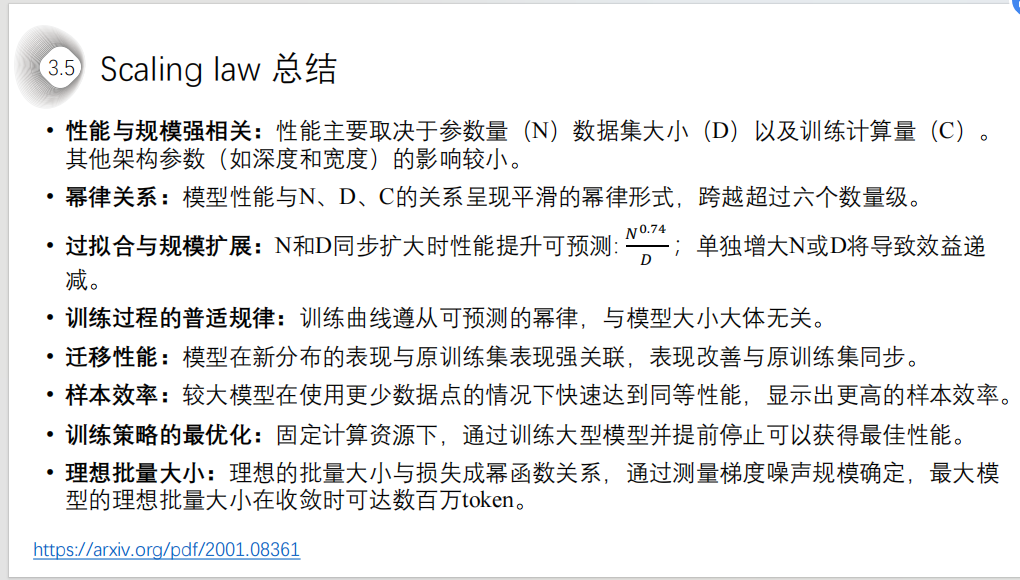 3.5 Scaling law 总结
• 性能与规模强相关：性能主要取决于参数量（N）数据集大小（D）以及训练计算量（C）。
其他架构参数（如深度和宽度）的影响较小。
• 幂律关系：模型性能与N、D、C的关系呈现平滑的幂律形式，跨越超过六个数量级。
• 过拟合与规模扩展：N和D同步扩大时性能提升可预测: N^0.74/D；单独增大N或D将导致效益递
减。
• 训练过程的普适规律：训练曲线遵从可预测的幂律，与模型大小大体无关。
• 迁移性能：模型在新分布的表现与原训练集表现强关联，表现改善与原训练集同步。
• 样本效率：较大模型在使用更少数据点的情况下快速达到同等性能，显示出更高的样本效率。
• 训练策略的最优化：固定计算资源下，通过训练大型模型并提前停止可以获得最佳性能。
• 理想批量大小：理想的批量大小与损失成幂函数关系，通过测量梯度噪声规模确定，最大模
型的理想批量大小在收敛时可达数百万token。
https://arxiv.org/pdf/2001.08361